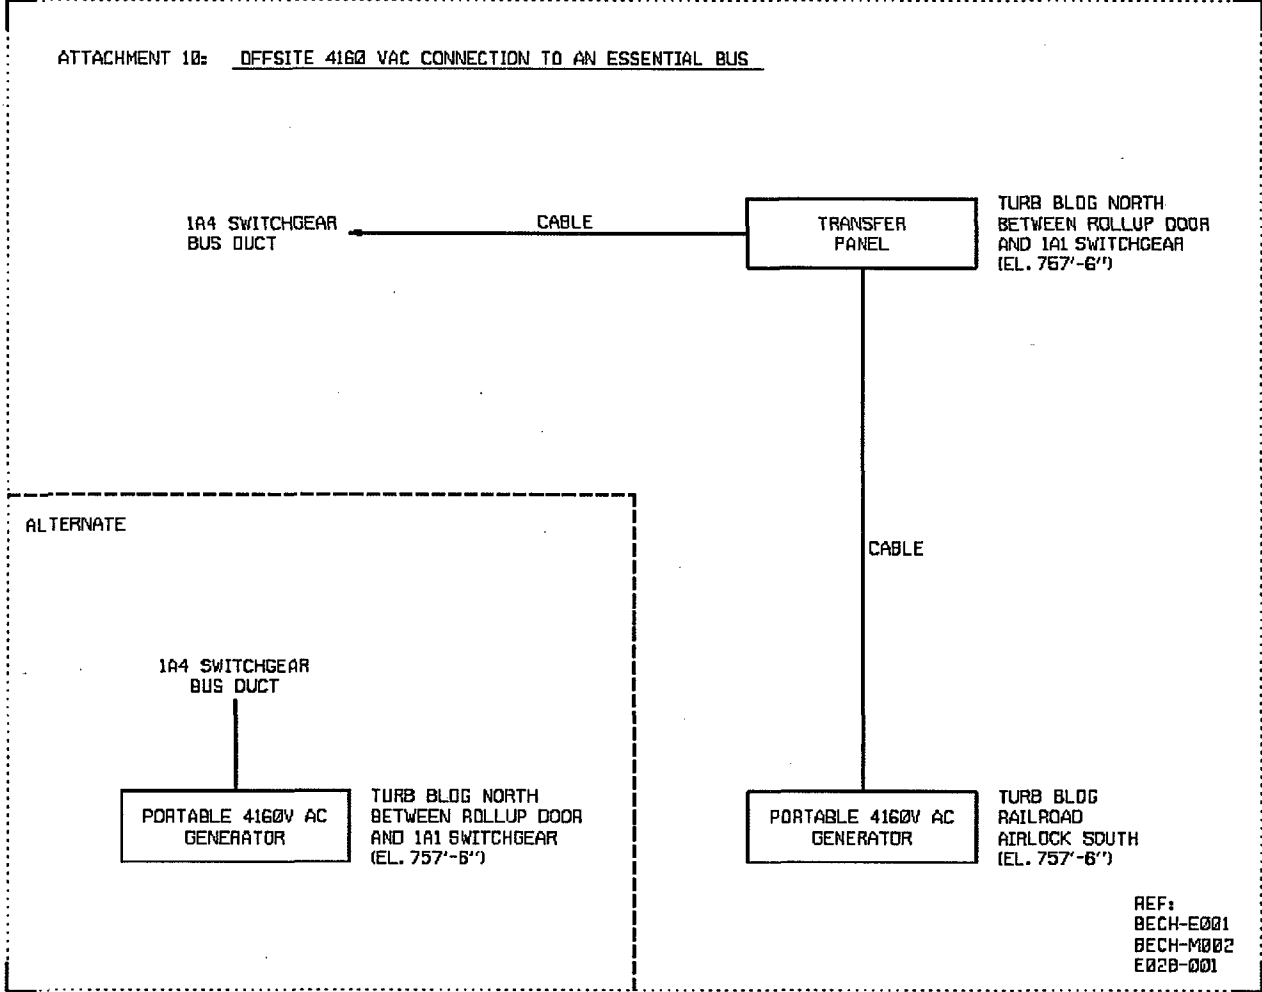 ATTACHMENT 10: OFFSITE 4160 VAC CONNECTION TO AN ESSENTIAL BUS
1A4 SWITCHGEAR
BUS DUCT
CABLE
TRANSFER
PANEL
TURB BLDG NORTH
BETWEEN ROLLUP DOOR
AND 1A1 SWITCHGEAR
(EL. 757'-6")
CABLE
ALTERNATE
1A4 SWITCHGEAR
BUS DUCT
PORTABLE 4160V AC
GENERATOR
TURB BLDG NORTH
BETWEEN ROLLUP DOOR
AND 1A1 SWITCHGEAR
(EL. 757'-6")
PORTABLE 4160V AC
GENERATOR
TURB BLDG
RAILROAD
AIRLOCK SOUTH
(EL. 757'-6")
REF:
BECH-E001
BECH-M002
E02B-001